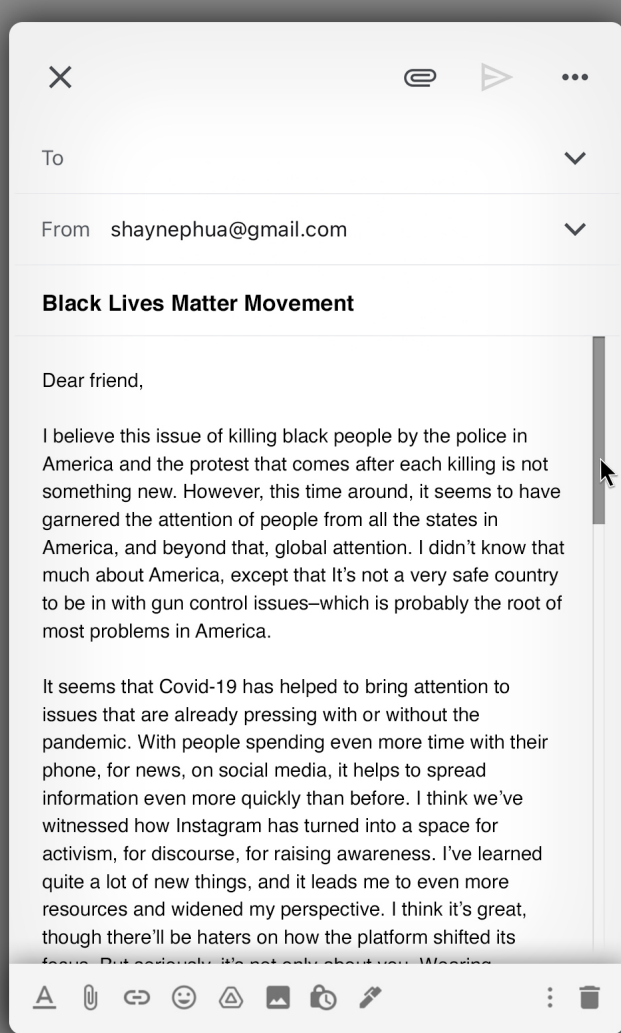 To
From shaynephua@gmail.com
Black Lives Matter Movement
Dear friend,
I believe this issue of killing black people by the police in
America and the protest that comes after each killing is not
something new. However, this time around, it seems to have
garnered the attention of people from all the states in
America, and beyond that, global attention. I didn’t know that
much about America, except that It’s not a very safe country
to be in with gun control issues–which is probably the root of
most problems in America.
It seems that Covid-19 has helped to bring attention to
issues that are already pressing with or without the
pandemic. With people spending even more time with their
phone, for news, on social media, it helps to spread
information even more quickly than before. I think we’ve
witnessed how Instagram has turned into a space for
activism, for discourse, for raising awareness. I’ve learned
quite a lot of new things, and it leads me to even more
resources and widened my perspective. I think it’s great,
though there’ll be haters on how the platform shifted its
focus. But seriously, it’s not only about you. Wearing